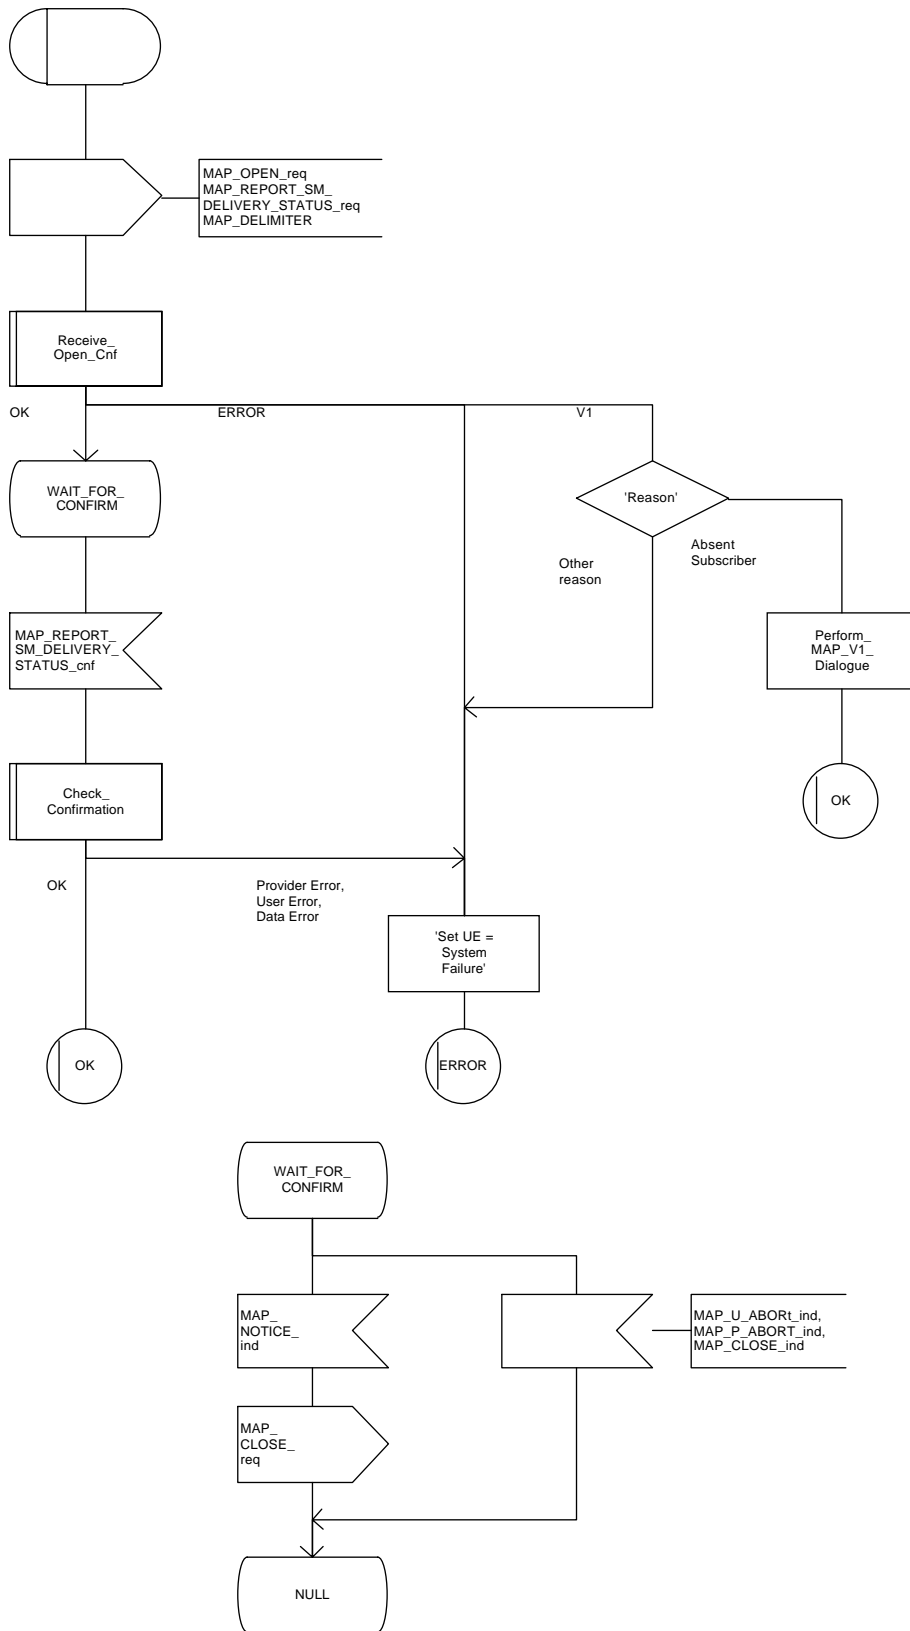 MAP_OPEN_req
MAP_REPORT_SM_
DELIVERY_STATUS_req
MAP_DELIMITER
Receive_
Open_Cnf
OK
ERROR
V1
WAIT_FOR_
CONFIRM
'Reason'
Other
reason
Absent
Subscriber
MAP_REPORT_
SM_DELIVERY_
STATUS_cnf
Perform_
MAP_V1_
Dialogue
Check_
Confirmation
OK
OK
Provider Error,
User Error,
Data Error
'Set UE =
System
Failure'
OK
ERROR
WAIT_FOR_
CONFIRM
MAP_
NOTICE_
ind
MAP_U_ABORt_ind,
MAP_P_ABORT_ind,
MAP_CLOSE_ind
MAP_
CLOSE_
req
NULL